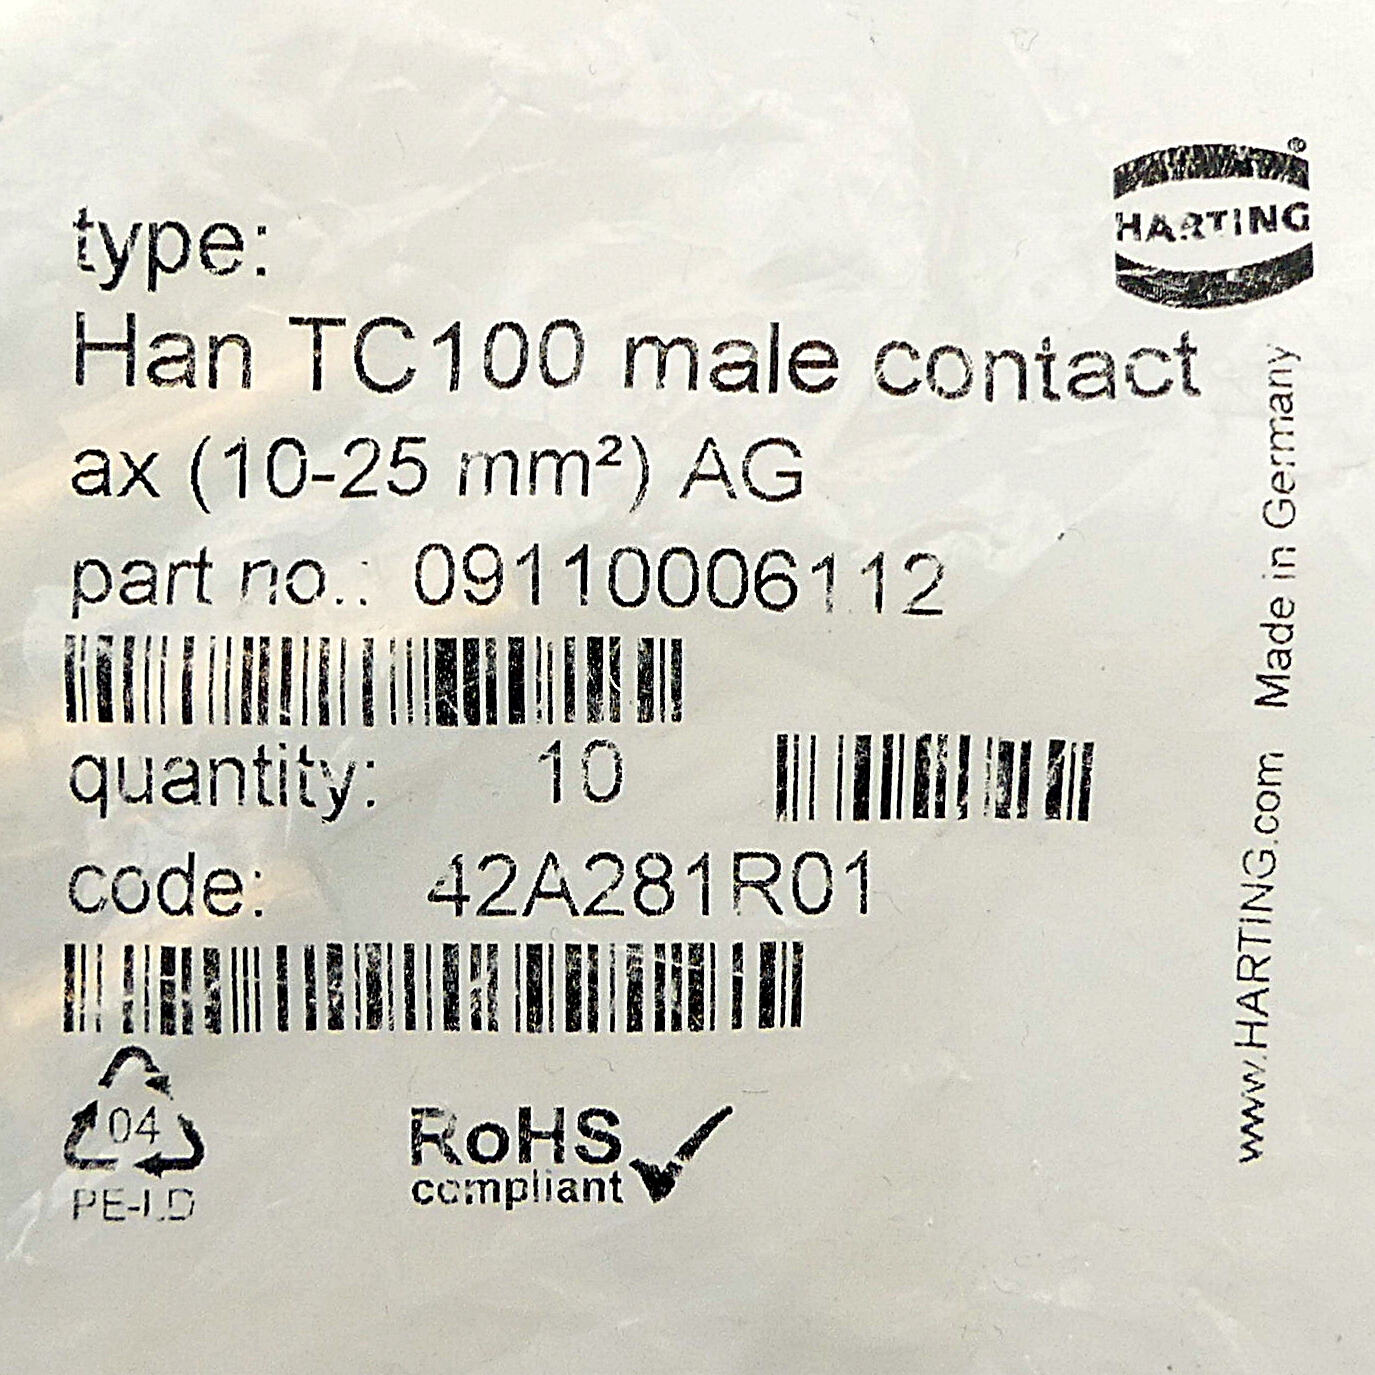 HARTING®
type:
Han TC100 male contact
ax (10-25 mm²) AG
part no.: 09110006112
quantity: 10
code: 42A281R01
04
PE-LD
RoHS
compliant
www.HARTING.com Made in Germany